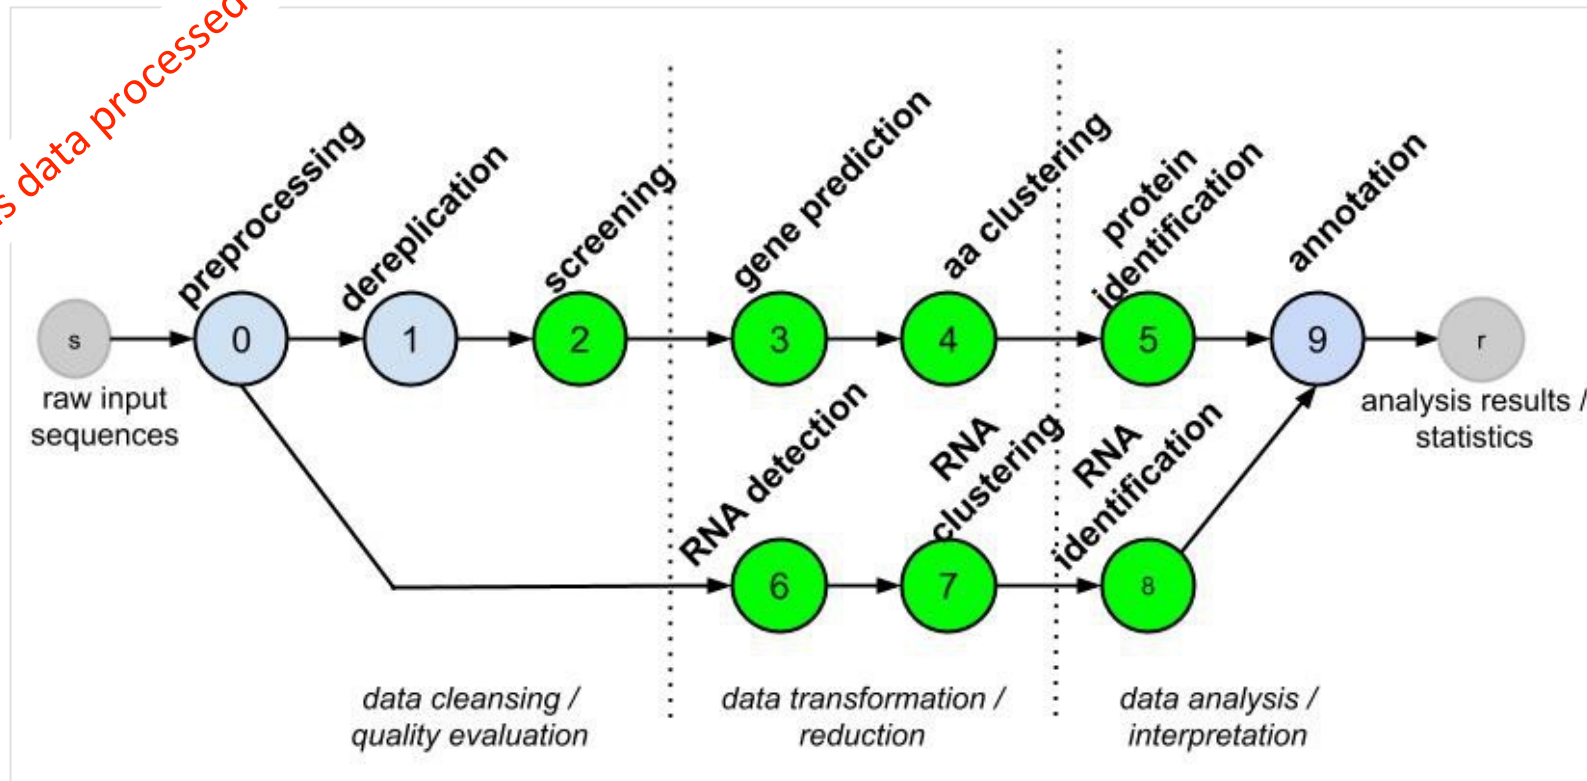 s data processed
preprocessing
dereplication
screening
gene prediction
aa clustering
protein
identification
annotation
s
0
1
2
3
4
5
9
r
raw input
sequences
analysis results /
statistics
RNA detection
RNA
clustering
RNA
identification
6
7
8
data cleansing /
quality evaluation
data transformation /
reduction
data analysis /
interpretation